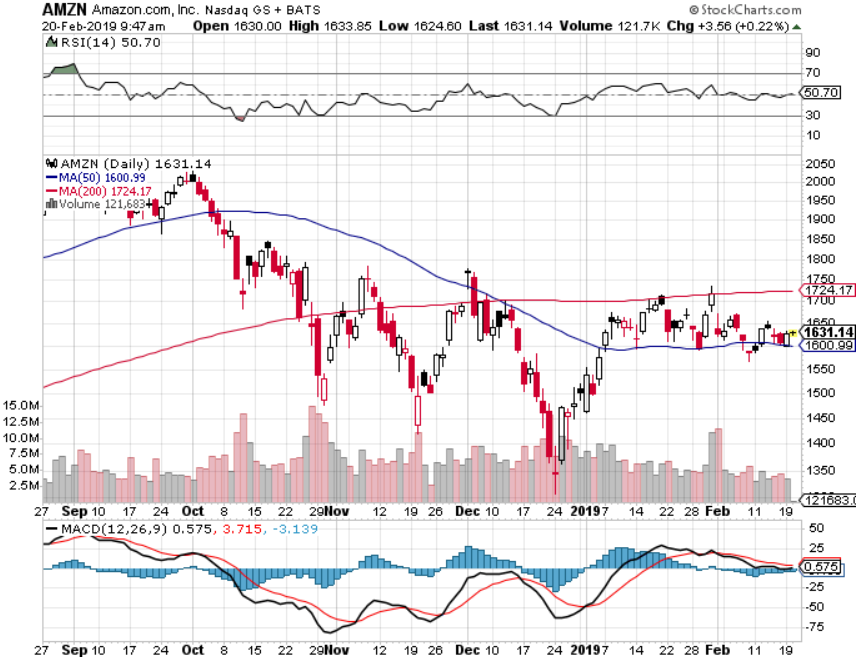 AMZN Amazon.com, Inc. Nasdaq GS + BATS © StockCharts.com
20-Feb-2019 9:47am Open 1630.00 High 1633.85 Low 1624.60 Last 1631.14 Volume 121.7K Chg +3.56 (+0.22%)
RSI(14) 50.70
90
70
50.70
30
10
AMZN (Daily) 1631.14
MA(50) 1600.99
MA(200) 1724.17
Volume 121,683
2050
2000
1950
1900
1850
1800
1750
1724.17
1700
1650
1631.14
1600.99
1550
1500
1450
1400
1350
121683.0
15.0M
12.5M
10.0M
7.5M
5.0M
2.5M
27 Sep 10 17 24 Oct 8 15 22 29 Nov 12 19 26 Dec 10 17 24 2019 7 14 22 28 Feb 11 19
MACD(12,26,9) 0.575, 3.715, -3.139
50
25
0.575
-25
-50
-75
27 Sep 10 17 24 Oct 8 15 22 29 Nov 12 19 26 Dec 10 17 24 2019 7 14 22 28 Feb 11 19